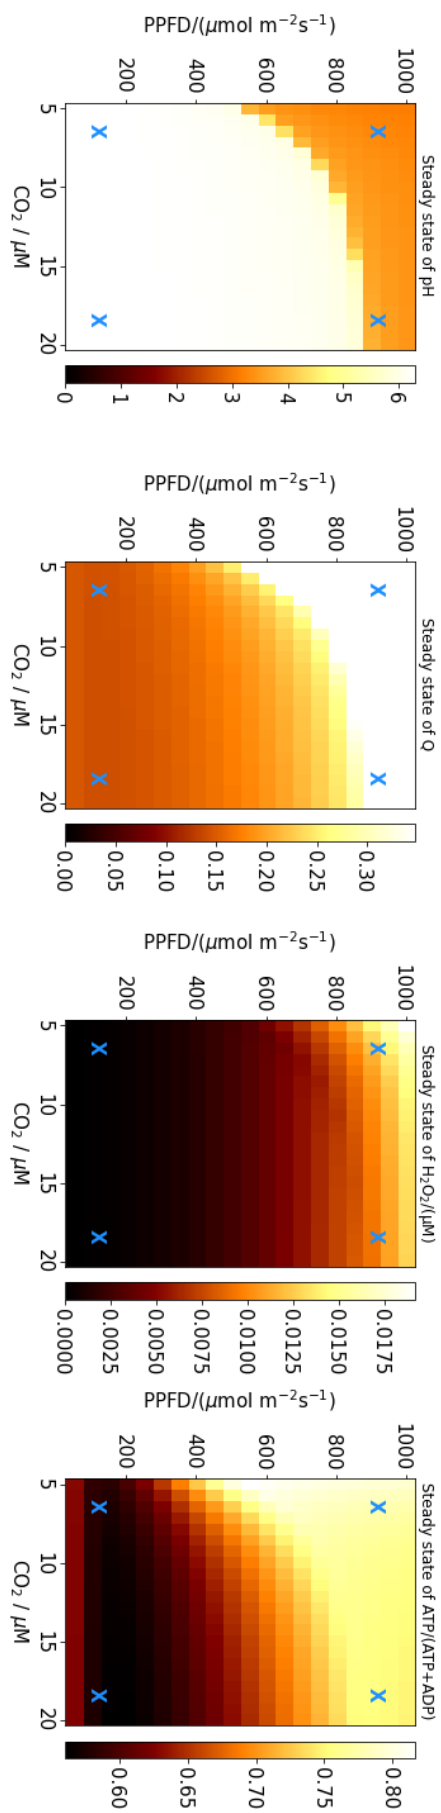 Steady state of pH
PPFD/(μmol m⁻²s⁻¹)
1000
800
600
400
200
5 10 15 20
CO₂ / μM
0 1 2 3 4 5 6
Steady state of Q
PPFD/(μmol m⁻²s⁻¹)
1000
800
600
400
200
5 10 15 20
CO₂ / μM
0.00 0.05 0.10 0.15 0.20 0.25 0.30
Steady state of H₂O₂/(μM)
PPFD/(μmol m⁻²s⁻¹)
1000
800
600
400
200
5 10 15 20
CO₂ / μM
0.0000 0.0025 0.0050 0.0075 0.0100 0.0125 0.0150 0.0175
Steady state of ATP/(ATP+ADP)
PPFD/(μmol m⁻²s⁻¹)
1000
800
600
400
200
5 10 15 20
CO₂ / μM
0.60 0.65 0.70 0.75 0.80